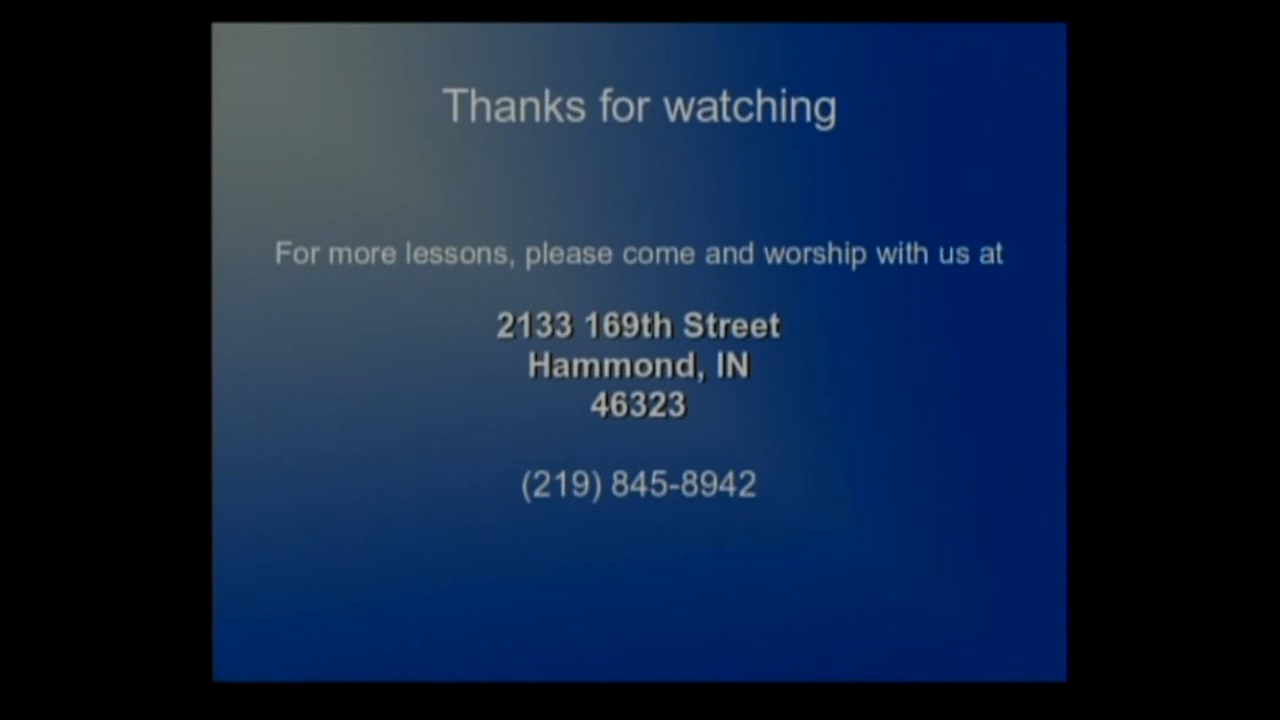 Thanks for watching
For more lessons, please come and worship with us at
2133 169th Street
Hammond, IN
46323
(219) 845-8942